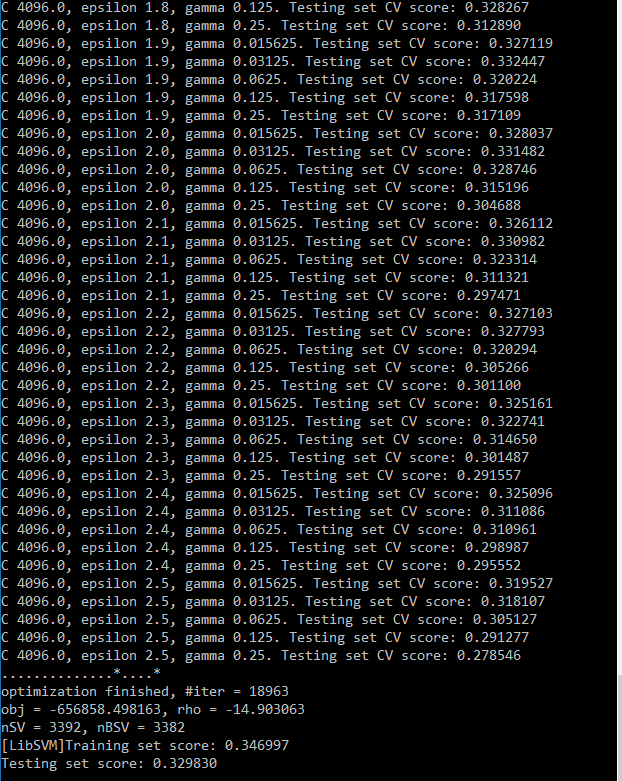 C 4096.0, epsilon 1.8, gamma 0.125. Testing set CV score: 0.328267
C 4096.0, epsilon 1.8, gamma 0.25. Testing set CV score: 0.312890
C 4096.0, epsilon 1.9, gamma 0.015625. Testing set CV score: 0.327119
C 4096.0, epsilon 1.9, gamma 0.03125. Testing set CV score: 0.332447
C 4096.0, epsilon 1.9, gamma 0.0625. Testing set CV score: 0.320224
C 4096.0, epsilon 1.9, gamma 0.125. Testing set CV score: 0.317598
C 4096.0, epsilon 1.9, gamma 0.25. Testing set CV score: 0.317109
C 4096.0, epsilon 2.0, gamma 0.015625. Testing set CV score: 0.328037
C 4096.0, epsilon 2.0, gamma 0.03125. Testing set CV score: 0.331482
C 4096.0, epsilon 2.0, gamma 0.0625. Testing set CV score: 0.328746
C 4096.0, epsilon 2.0, gamma 0.125. Testing set CV score: 0.315196
C 4096.0, epsilon 2.0, gamma 0.25. Testing set CV score: 0.304688
C 4096.0, epsilon 2.1, gamma 0.015625. Testing set CV score: 0.326112
C 4096.0, epsilon 2.1, gamma 0.03125. Testing set CV score: 0.330982
C 4096.0, epsilon 2.1, gamma 0.0625. Testing set CV score: 0.323314
C 4096.0, epsilon 2.1, gamma 0.125. Testing set CV score: 0.311321
C 4096.0, epsilon 2.1, gamma 0.25. Testing set CV score: 0.297471
C 4096.0, epsilon 2.2, gamma 0.015625. Testing set CV score: 0.327103
C 4096.0, epsilon 2.2, gamma 0.03125. Testing set CV score: 0.327793
C 4096.0, epsilon 2.2, gamma 0.0625. Testing set CV score: 0.320294
C 4096.0, epsilon 2.2, gamma 0.125. Testing set CV score: 0.305266
C 4096.0, epsilon 2.2, gamma 0.25. Testing set CV score: 0.301100
C 4096.0, epsilon 2.3, gamma 0.015625. Testing set CV score: 0.325161
C 4096.0, epsilon 2.3, gamma 0.03125. Testing set CV score: 0.322741
C 4096.0, epsilon 2.3, gamma 0.0625. Testing set CV score: 0.314650
C 4096.0, epsilon 2.3, gamma 0.125. Testing set CV score: 0.301487
C 4096.0, epsilon 2.3, gamma 0.25. Testing set CV score: 0.291557
C 4096.0, epsilon 2.4, gamma 0.015625. Testing set CV score: 0.325096
C 4096.0, epsilon 2.4, gamma 0.03125. Testing set CV score: 0.311086
C 4096.0, epsilon 2.4, gamma 0.0625. Testing set CV score: 0.310961
C 4096.0, epsilon 2.4, gamma 0.125. Testing set CV score: 0.298987
C 4096.0, epsilon 2.4, gamma 0.25. Testing set CV score: 0.295552
C 4096.0, epsilon 2.5, gamma 0.015625. Testing set CV score: 0.319527
C 4096.0, epsilon 2.5, gamma 0.03125. Testing set CV score: 0.318107
C 4096.0, epsilon 2.5, gamma 0.0625. Testing set CV score: 0.305127
C 4096.0, epsilon 2.5, gamma 0.125. Testing set CV score: 0.291277
C 4096.0, epsilon 2.5, gamma 0.25. Testing set CV score: 0.278546
..............*....*
optimization finished, #iter = 18963
obj = -656858.498163, rho = -14.903063
nSV = 3392, nBSV = 3382
[LibSVM]Training set score: 0.346997
Testing set score: 0.329830